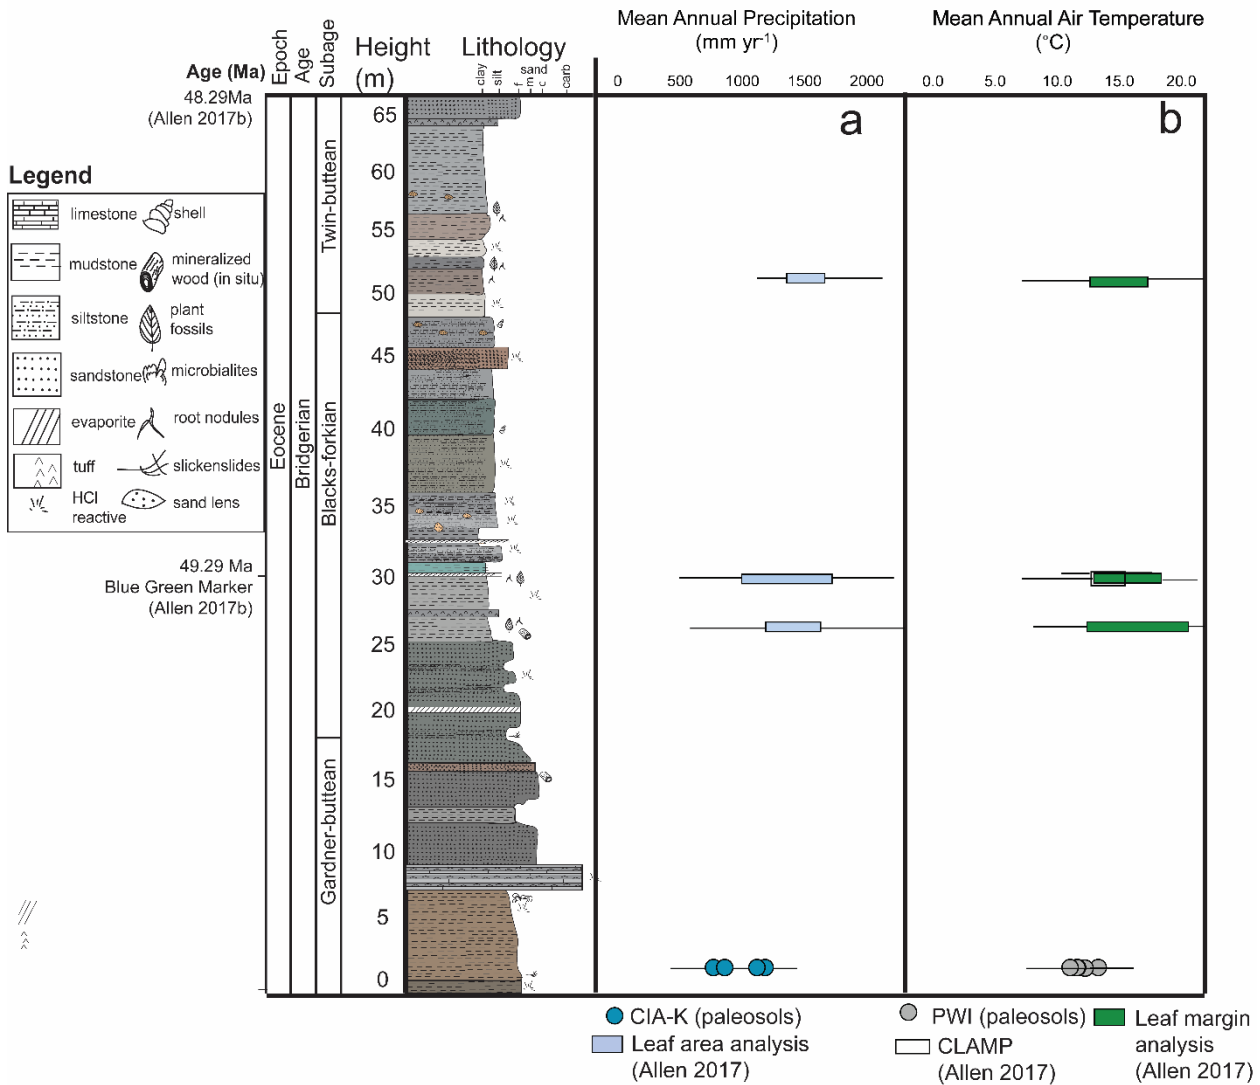 Mean Annual Precipitation
(mm yr-1)
Mean Annual Air Temperature
(°C)
Epoch
Age
Subage
Height
(m)
Lithology
clay
silt
f
m
c
sand
carb
0
500
1000
1500
2000
0.0
5.0
10.0
15.0
20.0
Age (Ma)
48.29Ma
(Allen 2017b)
49.29 Ma
Blue Green Marker
(Allen 2017b)
Eocene
Bridgerian
Twin-buttean
Blacks-forkian
Gardner-buttean
65
60
55
50
45
40
35
30
25
20
15
10
5
0
a
b
Legend
limestone
shell
mudstone
mineralized
wood (in situ)
siltstone
plant
fossils
sandstone
microbialites
evaporite
root nodules
tuff
slickenslides
HCl
reactive
sand lens
CIA-K (paleosols)
Leaf area analysis
(Allen 2017)
PWI (paleosols)
CLAMP
(Allen 2017)
Leaf margin
analysis
(Allen 2017)